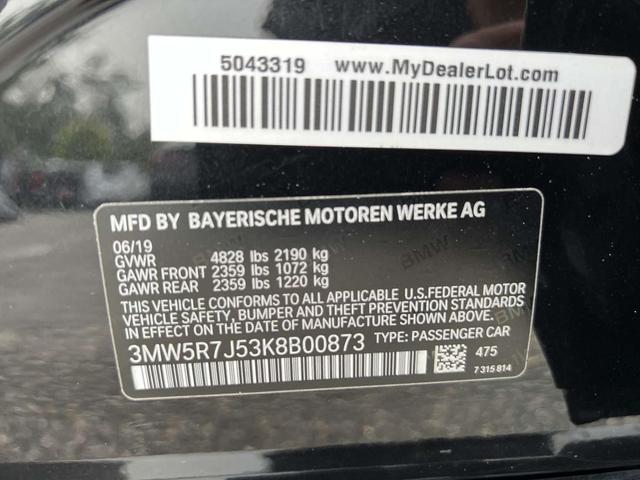 5043319 www.MyDealerLot.com
MFD BY BAYERISCHE MOTOREN WERKE AG
06/19
GVWR 4828 lbs 2190 kg
GAWR FRONT 2359 lbs 1072 kg
GAWR REAR 2359 lbs 1220 kg
THIS VEHICLE CONFORMS TO ALL APPLICABLE U.S.FEDERAL MOTOR
VEHICLE SAFETY, BUMPER AND THEFT PREVENTION STANDARDS
IN EFFECT ON THE DATE OF MANUFACTURE SHOWN ABOVE.
3MW5R7J53K8B00873 TYPE: PASSENGER CAR
475
7 315 814